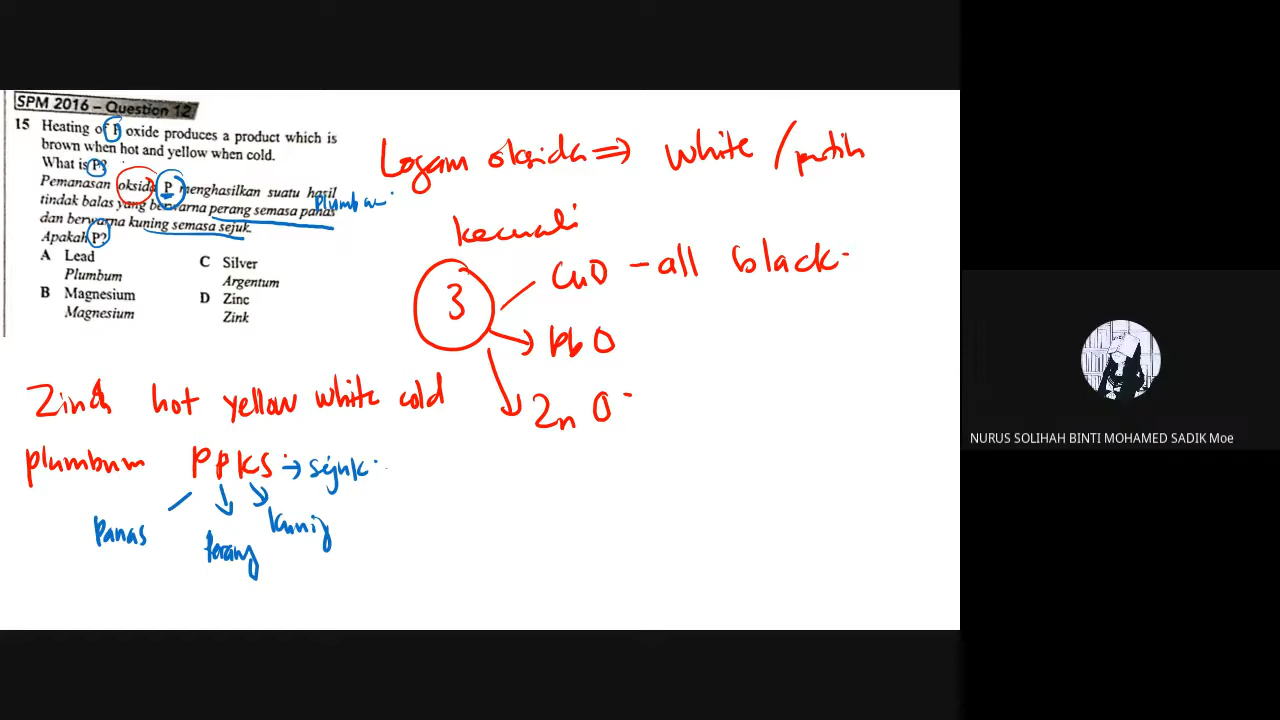 SPM 2016 – Question 12
15 Heating of P oxide produces a product which is
brown when hot and yellow when cold.
What is P?
Pemanasan oksida P menghasilkan suatu hasil
tindak balas yang berwarna perang semasa panas
dan berwarna kuning semasa sejuk.
Apakah P?
A Lead
Plumbum
B Magnesium
Magnesium
C Silver
Argentum
D Zinc
Zink
Logam oksida ⇒ white / putih
kecuali
3
CuO - all black
PbO
ZnO
hot yellow white cold
plumbum PPKS → sejuk
panas
perang
kunig
NURUS SOLIHAH BINTI MOHAMED SADIK Moe